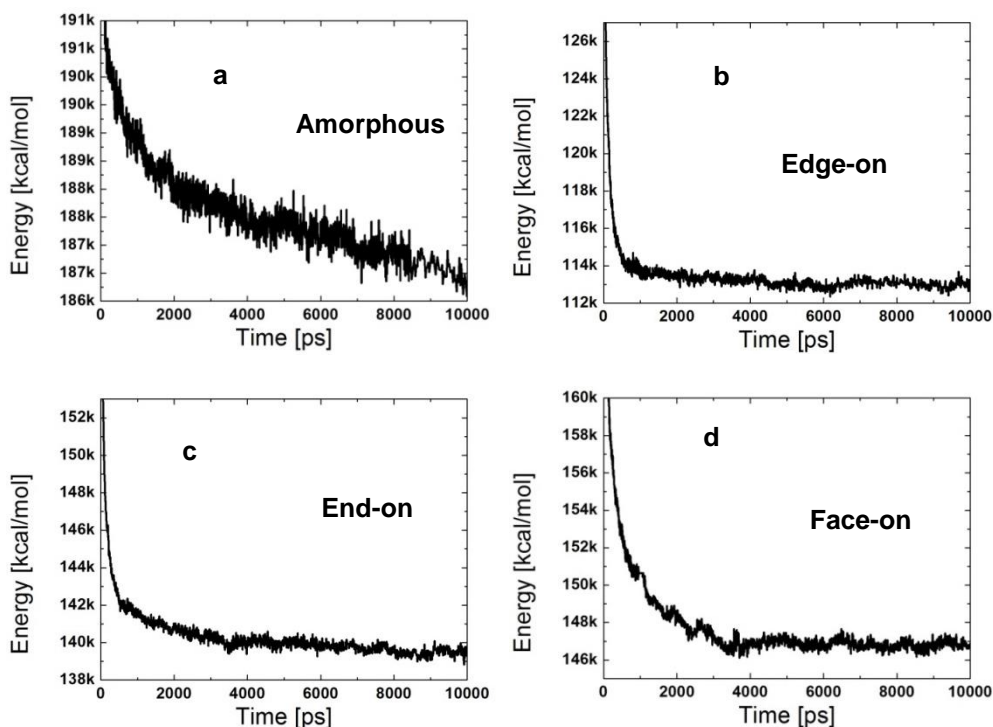 a
Amorphous
Energy [kcal/mol]
191k
190k
190k
189k
189k
188k
188k
187k
187k
186k
0 2000 4000 6000 8000 10000
Time [ps]
b
Edge-on
Energy [kcal/mol]
126k
124k
122k
120k
118k
116k
114k
112k
0 2000 4000 6000 8000 10000
Time [ps]
c
End-on
Energy [kcal/mol]
152k
150k
148k
146k
144k
142k
140k
138k
0 2000 4000 6000 8000 10000
Time [ps]
d
Face-on
Energy [kcal/mol]
160k
158k
156k
154k
152k
150k
148k
146k
0 2000 4000 6000 8000 10000
Time [ps]